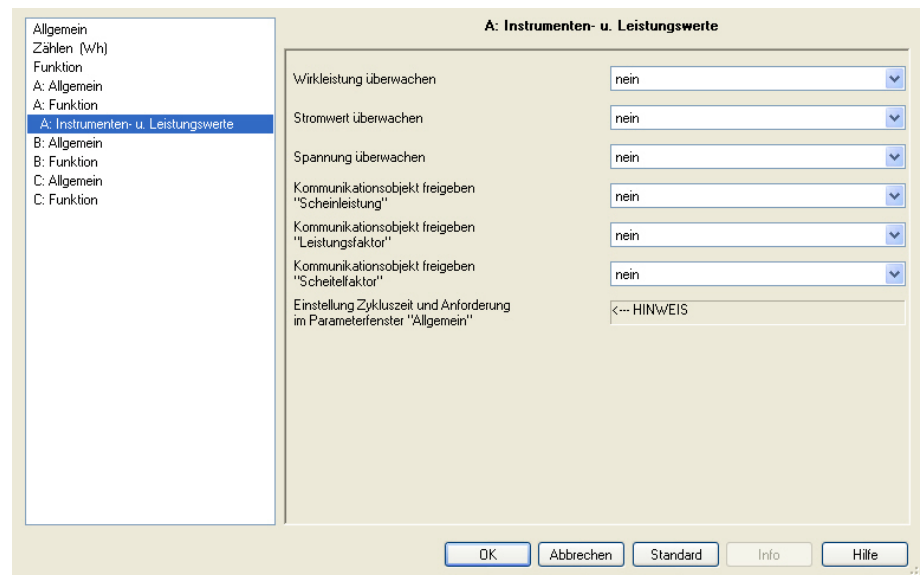 Allgemein
Zählen (Wh)
Funktion
A: Allgemein
A: Funktion
A: Instrumenten- u. Leistungswerte
B: Allgemein
B: Funktion
C: Allgemein
C: Funktion
A: Instrumenten- u. Leistungswerte
Wirkleistung überwachen
nein
Stromwert überwachen
nein
Spannung überwachen
nein
Kommunikationsobjekt freigeben
"Scheinleistung"
nein
Kommunikationsobjekt freigeben
"Leistungsfaktor"
nein
Kommunikationsobjekt freigeben
"Scheitelfaktor"
nein
Einstellung Zykluszeit und Anforderung
im Parameterfenster "Allgemein"
<--- HINWEIS
OK Abbrechen Standard Info Hilfe